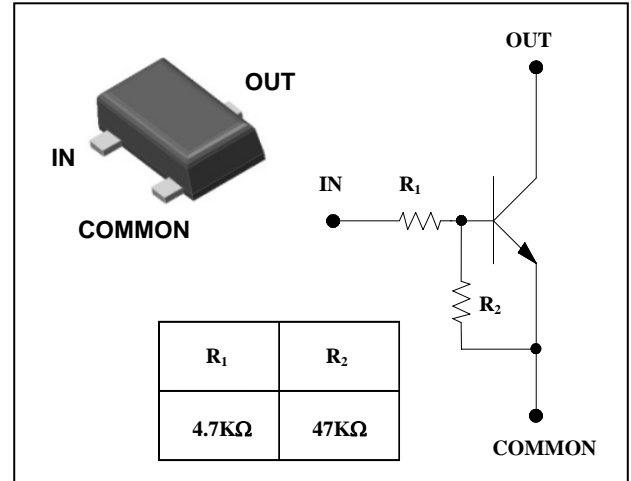 OUT
OUT
IN
IN
R₁
COMMON
R₂
R₁ R₂
4.7KΩ 47KΩ
COMMON